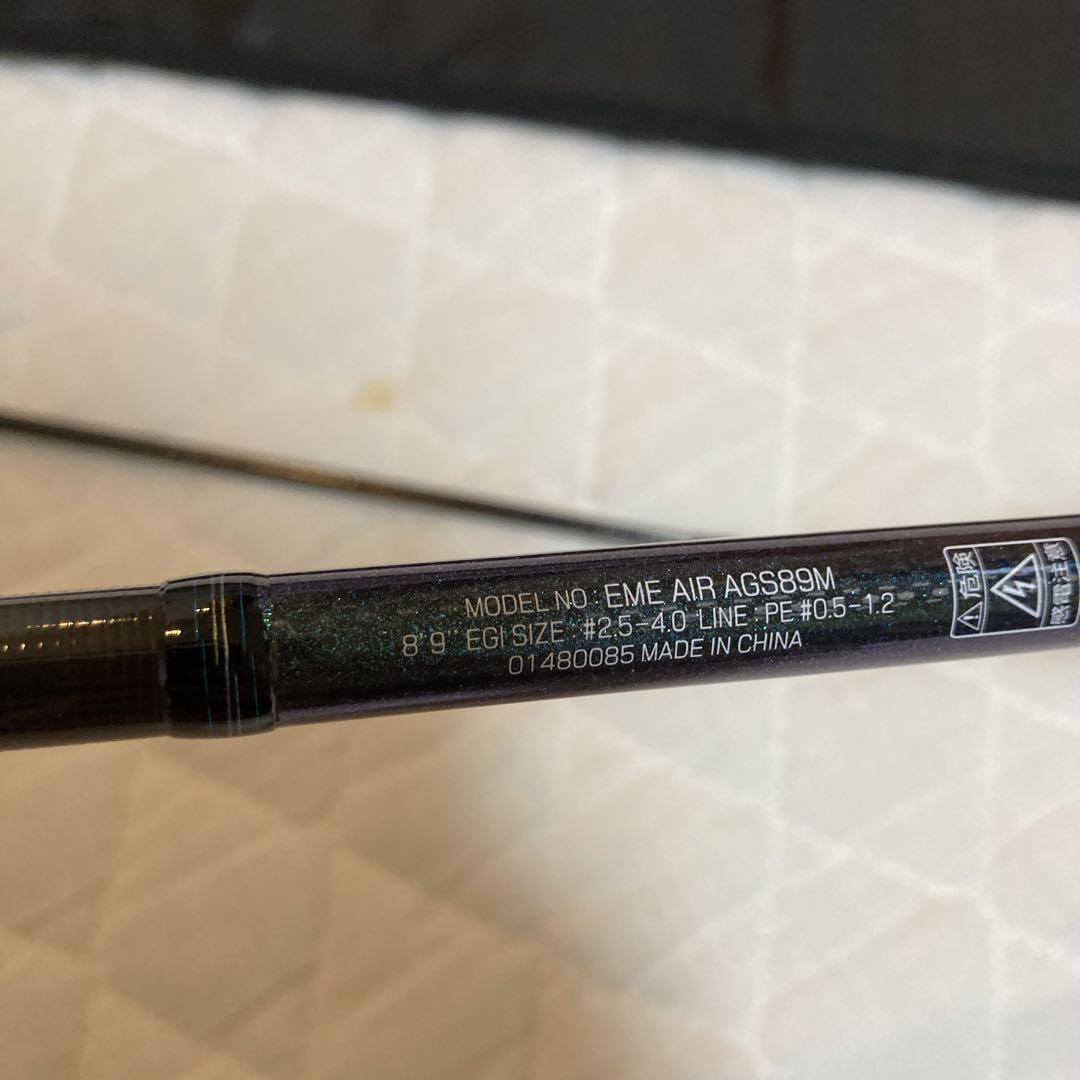 MODEL NO : EME AIR AGS89M
8'9" EGI SIZE : #2.5-4.0 LINE : PE #0.5-1.2
01480085 MADE IN CHINA
危険
感電注意